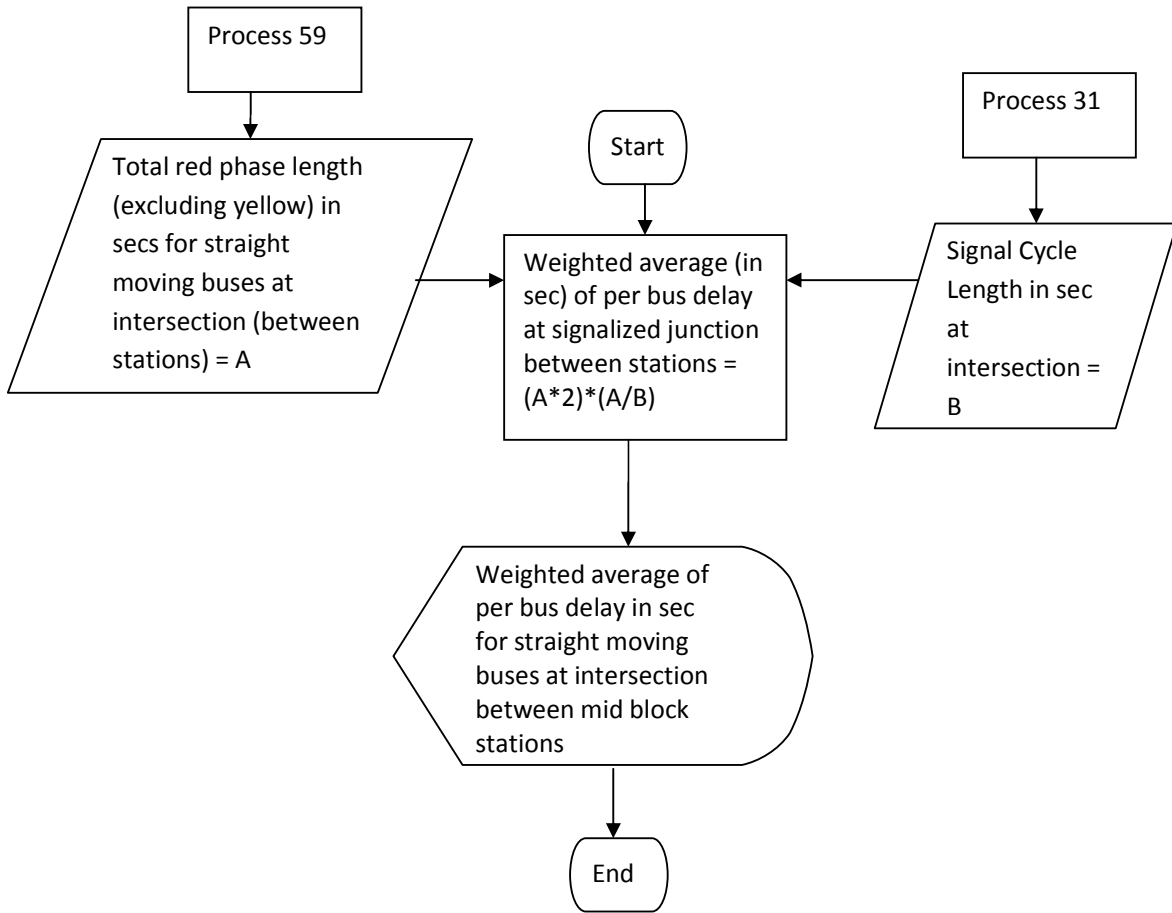 Process 59
Process 31
Start
Total red phase length
(excluding yellow) in
secs for straight
moving buses at
intersection (between
stations) = A
Weighted average (in
sec) of per bus delay
at signalized junction
between stations =
(A*2)*(A/B)
Signal Cycle
Length in sec
at
intersection =
B
Weighted average of
per bus delay in sec
for straight moving
buses at intersection
between mid block
stations
End